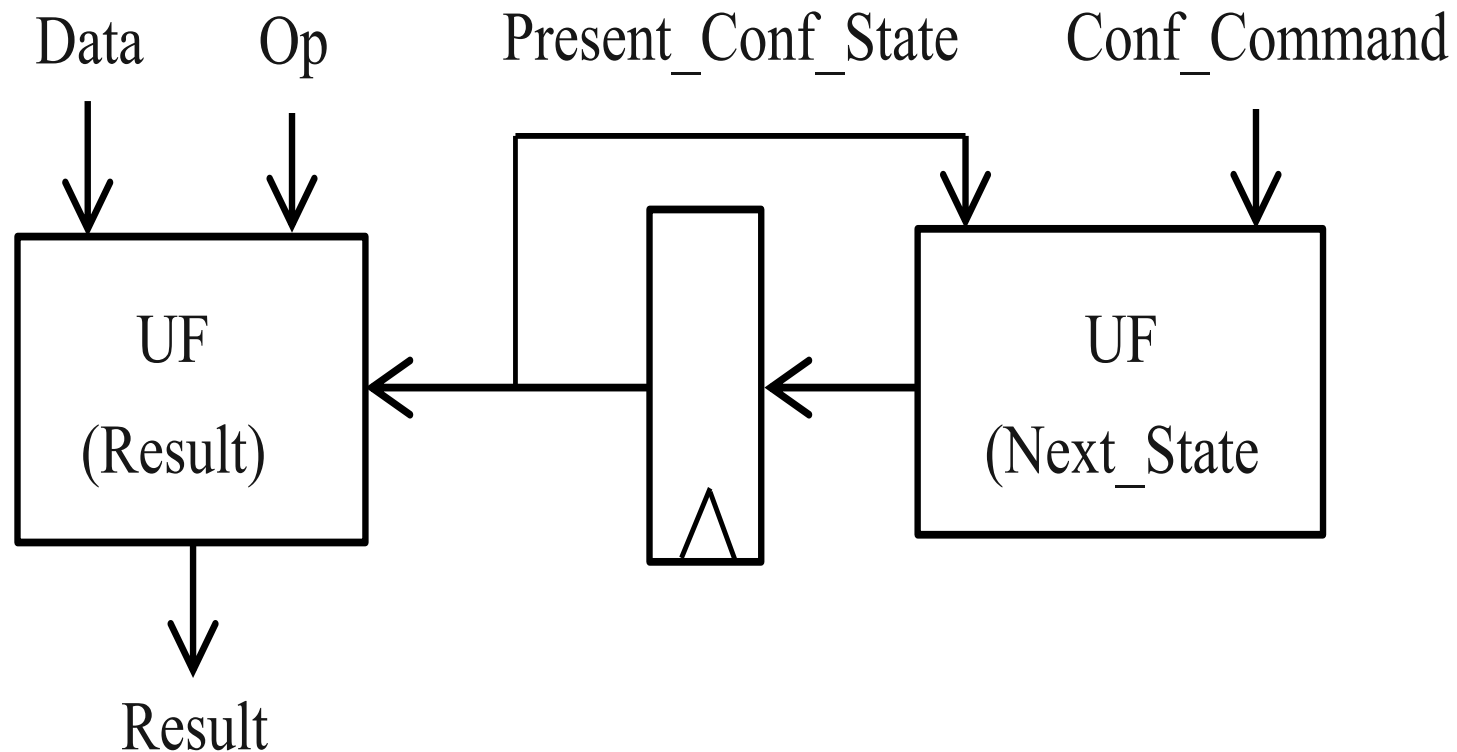 Data Op Present_Conf_State Conf_Command
UF
(Result)
UF
(Next_State
Result